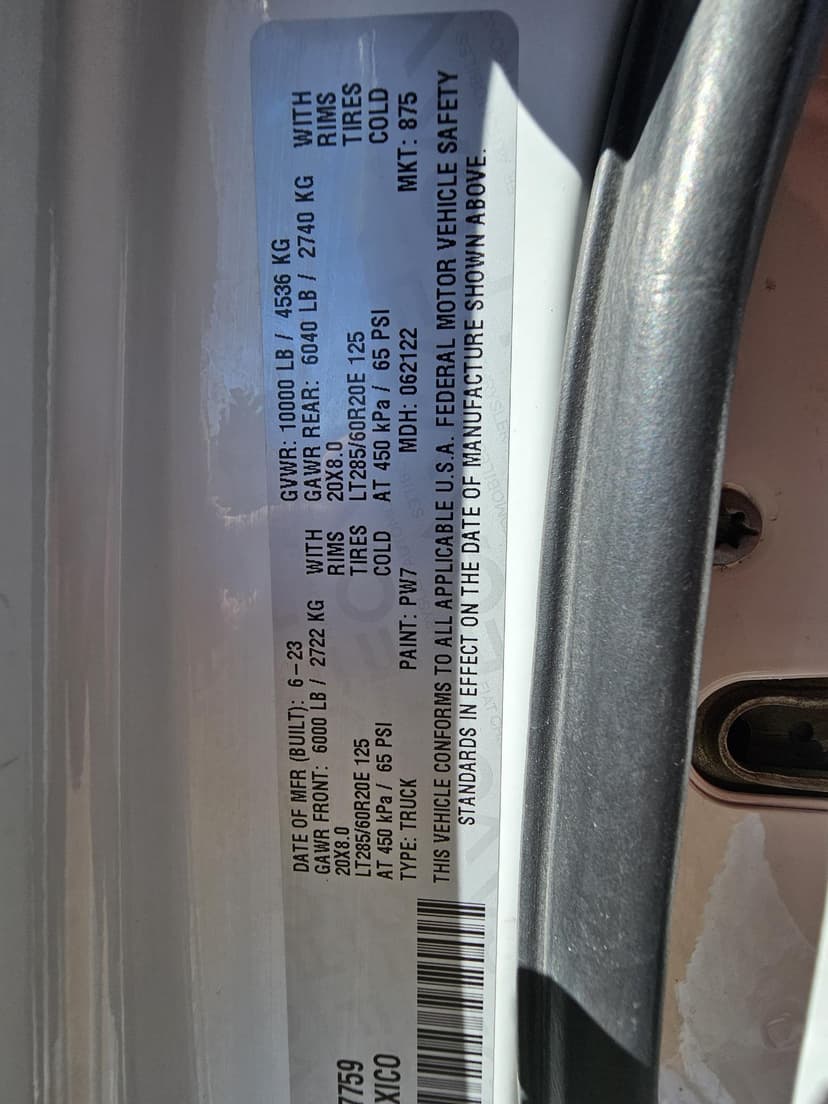 DATE OF MFR (BUILT): 6-23 GVWR: 10000 LB / 4536 KG
GAWR FRONT: 6000 LB / 2722 KG WITH GAWR REAR: 6040 LB / 2740 KG WITH
20X8.0 RIMS 20X8.0 RIMS
LT285/60R20E 125 TIRES LT285/60R20E 125 TIRES
AT 450 kPa / 65 PSI COLD AT 450 kPa / 65 PSI COLD
TYPE: TRUCK PAINT: PW7 MDH: 062122 MKT: 875
THIS VEHICLE CONFORMS TO ALL APPLICABLE U.S.A. FEDERAL MOTOR VEHICLE SAFETY
STANDARDS IN EFFECT ON THE DATE OF MANUFACTURE SHOWN ABOVE.
7759
XICO